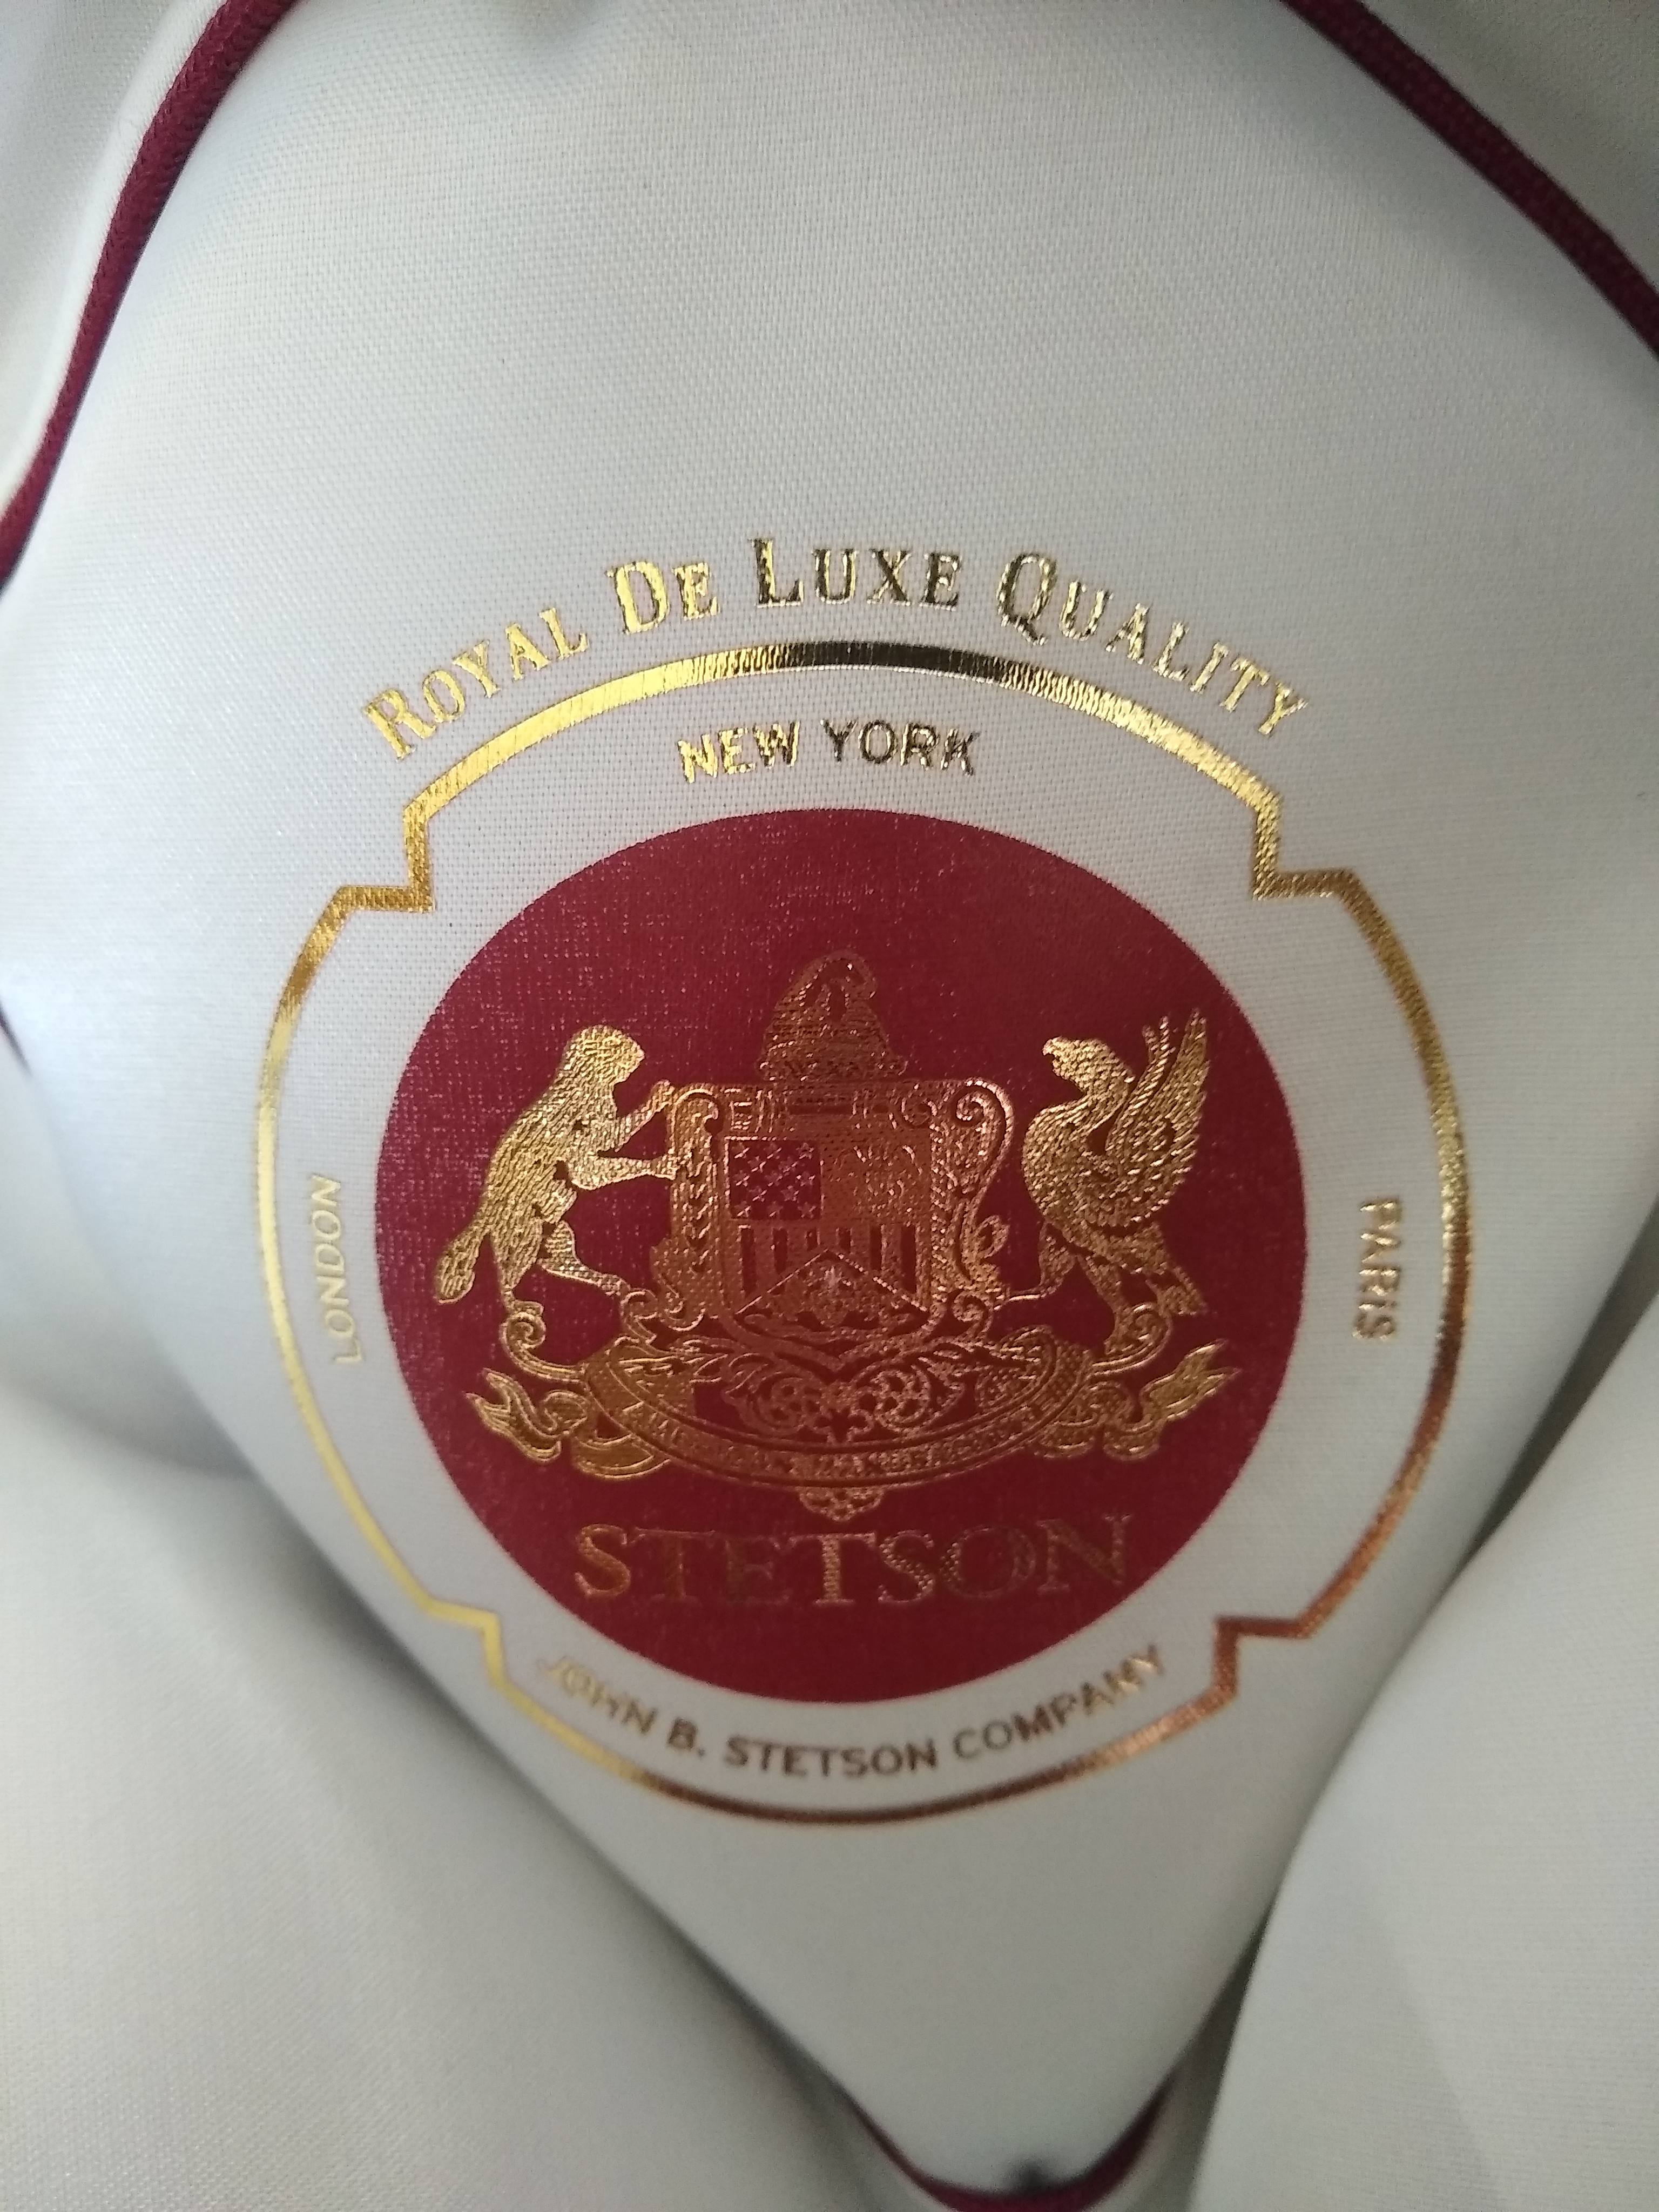 ROYAL DE LUXE QUALITY
NEW YORK
LONDON
PARIS
STETSON
JOHN B. STETSON COMPANY